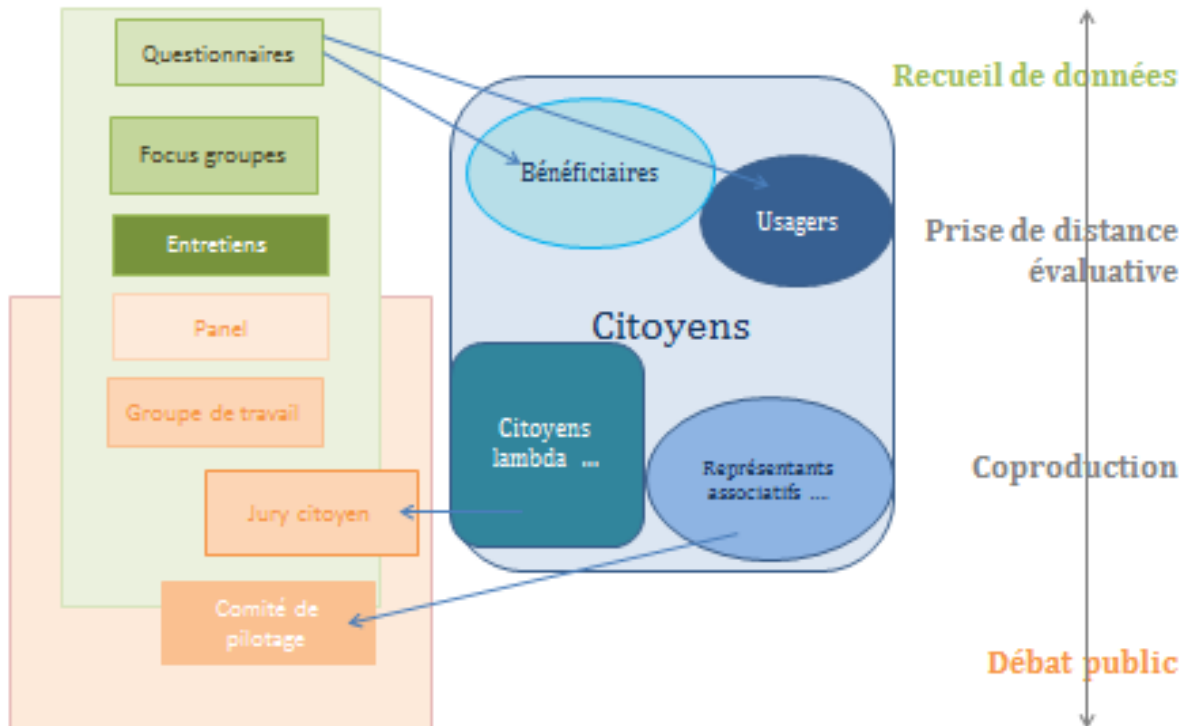 Questionnaires
Focus groupes
Entretiens
Panel
Groupe de travail
Jury citoyen
Comité de
pilotage
Bénéficiaires
Usagers
Citoyens
Citoyens
lambda ...
Représentants
associatifs ....
Recueil de données
Prise de distance
évaluative
Coproduction
Débat public